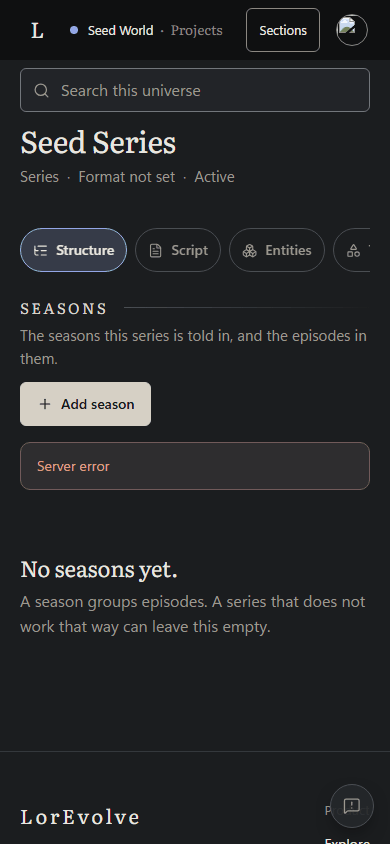 L
Seed World · Projects
Sections
Search this universe
Seed Series
Series · Format not set · Active
Structure
Script
Entities
SEASONS
The seasons this series is told in, and the episodes in
them.
+ Add season
Server error
No seasons yet.
A season groups episodes. A series that does not
work that way can leave this empty.
LorEvolve
Explore